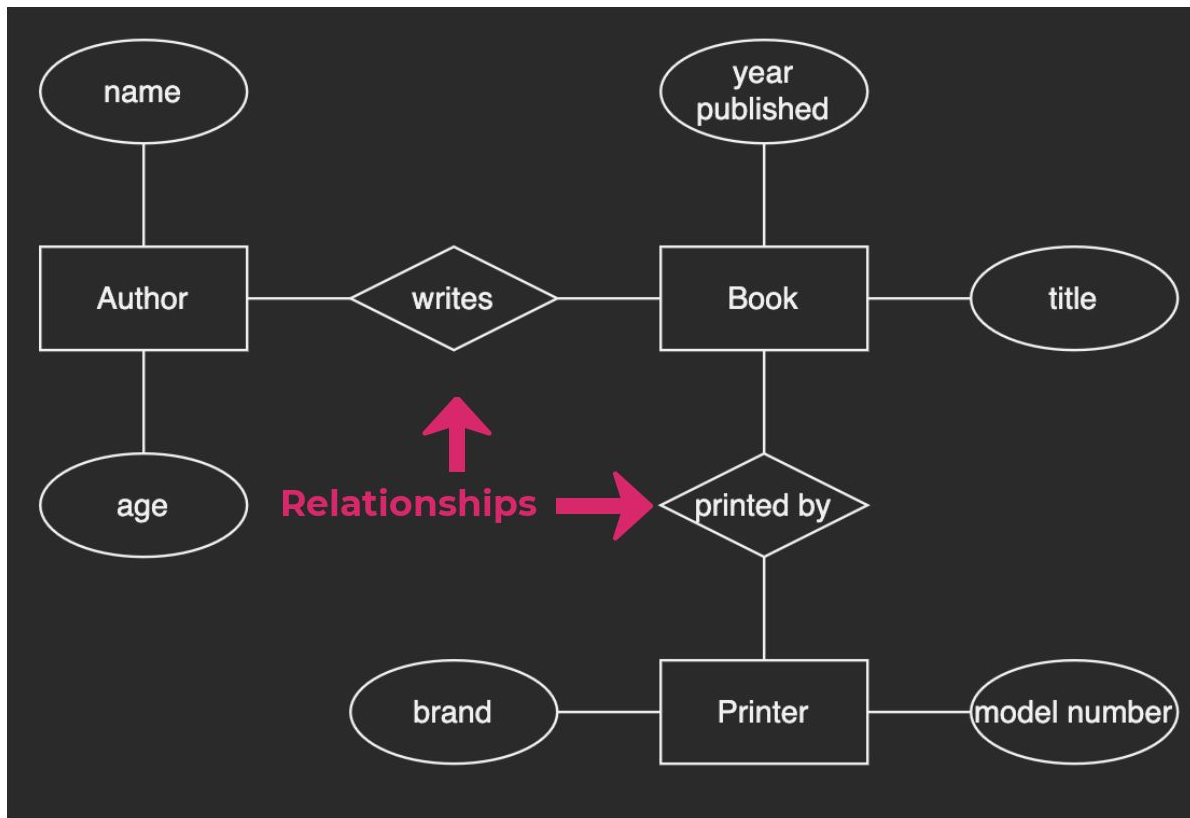 name
year
published
Author
writes
Book
title
age
Relationships
printed by
brand
Printer
model number